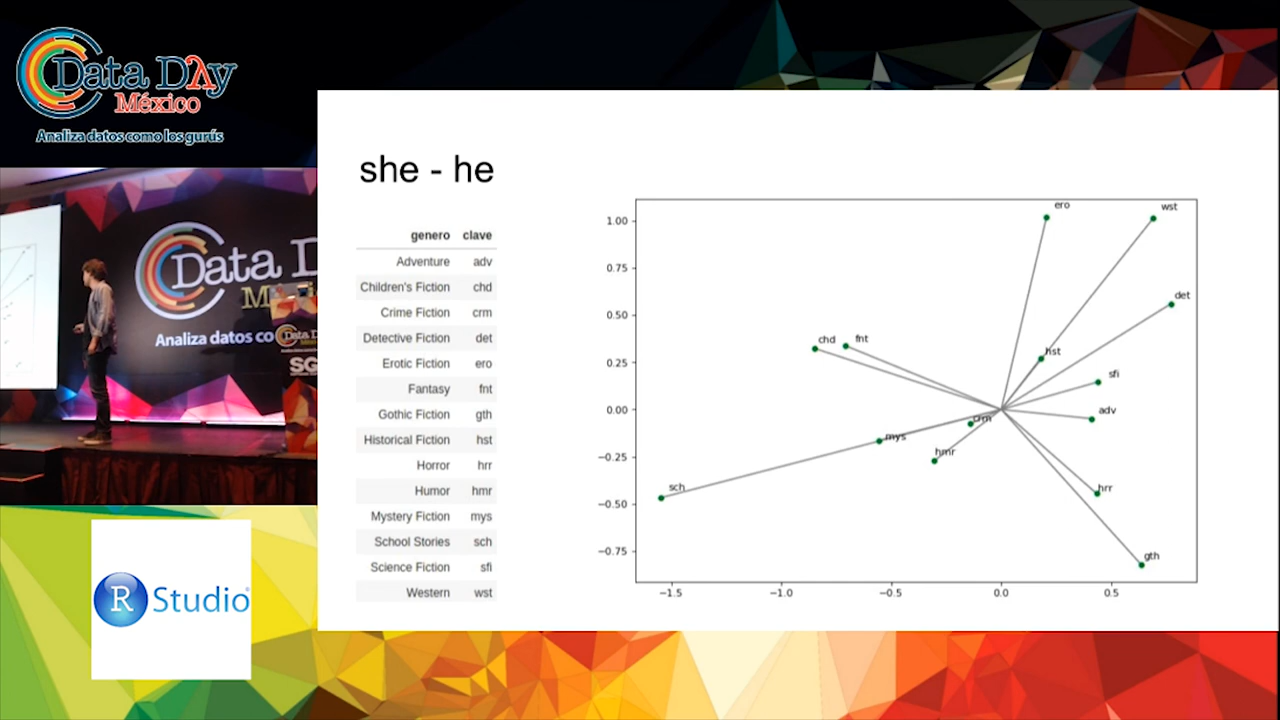 Data Day
México
Analiza datos como los gurús
she - he
genero clave
Adventure adv
Children's Fiction chd
Crime Fiction crm
Detective Fiction det
Erotic Fiction ero
Fantasy fnt
Gothic Fiction gth
Historical Fiction hst
Horror hrr
Humor hmr
Mystery Fiction mys
School Stories sch
Science Fiction sfi
Western wst
1.00
0.75
0.50
0.25
0.00
−0.25
−0.50
−0.75
−1.5 −1.0 −0.5 0.0 0.5
ero
wst
det
chd
fnt
hst
sfi
adv
crm
mys
hmr
sch
hrr
gth
Data D
Analiza datos co
SG
R Studio